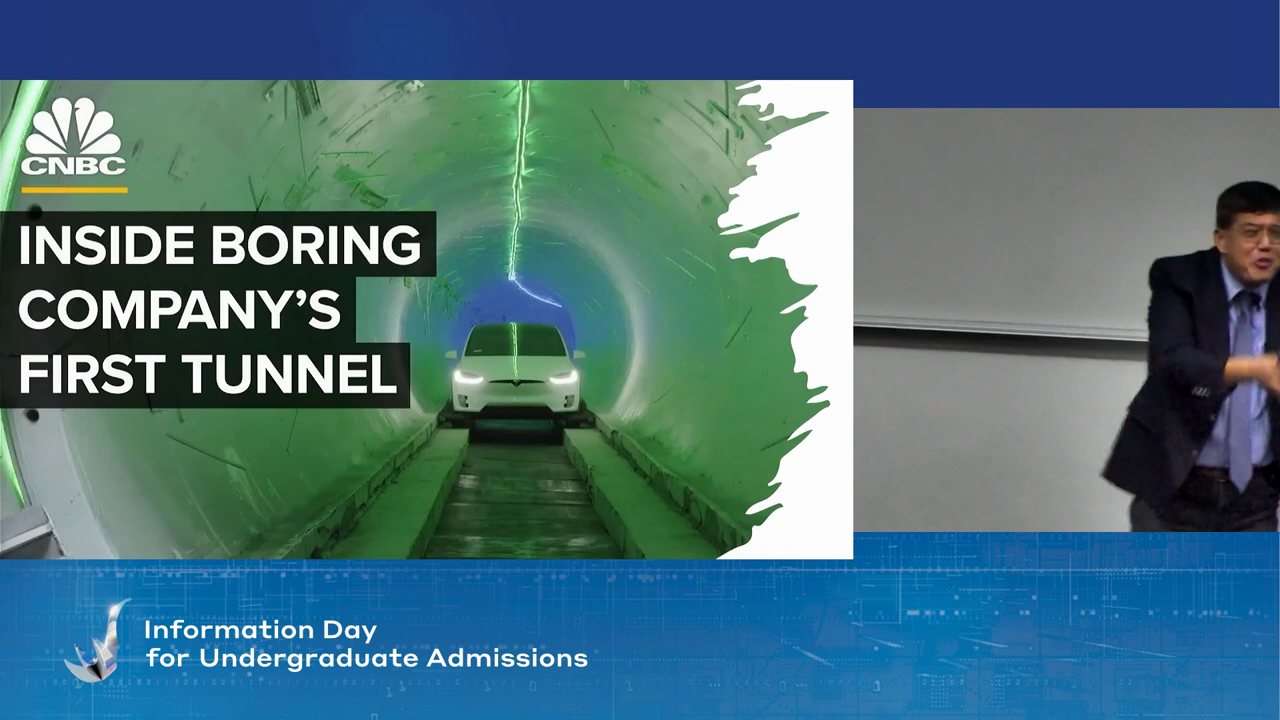 CNBC
INSIDE BORING
COMPANY'S
FIRST TUNNEL
Information Day
for Undergraduate Admissions